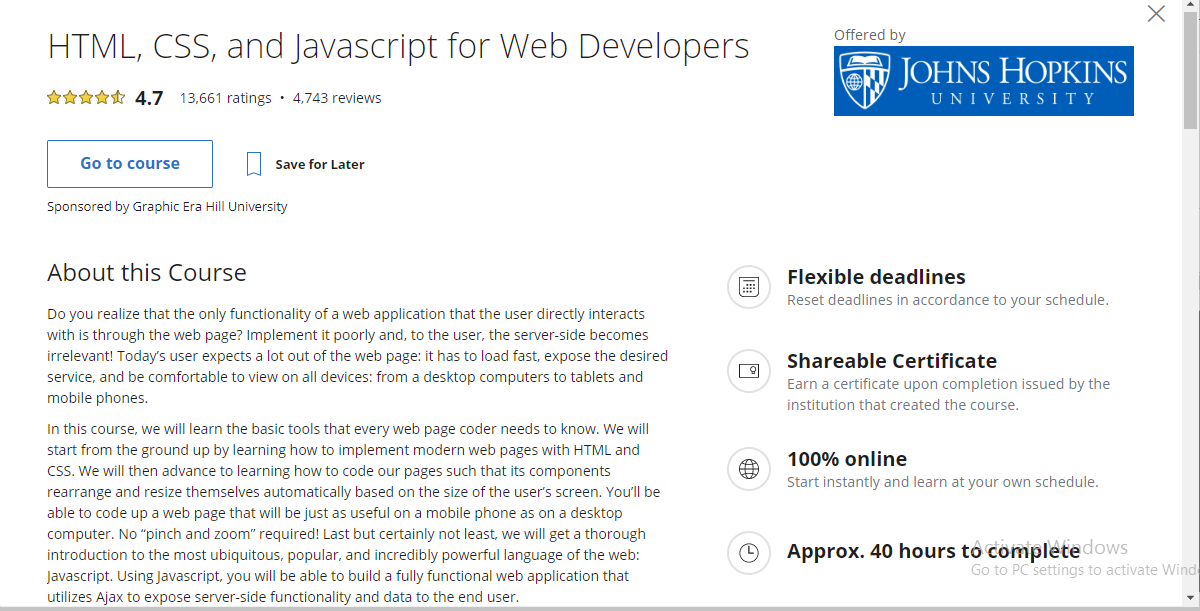 HTML, CSS, and Javascript for Web Developers
4.7 13,661 ratings • 4,743 reviews
Offered by
JOHNS HOPKINS
UNIVERSITY
Go to course
Save for Later
Sponsored by Graphic Era Hill University
About this Course
Do you realize that the only functionality of a web application that the user directly interacts
with is through the web page? Implement it poorly and, to the user, the server-side becomes
irrelevant! Today’s user expects a lot out of the web page: it has to load fast, expose the desired
service, and be comfortable to view on all devices: from a desktop computers to tablets and
mobile phones.
In this course, we will learn the basic tools that every web page coder needs to know. We will
start from the ground up by learning how to implement modern web pages with HTML and
CSS. We will then advance to learning how to code our pages such that its components
rearrange and resize themselves automatically based on the size of the user’s screen. You’ll be
able to code up a web page that will be just as useful on a mobile phone as on a desktop
computer. No “pinch and zoom” required! Last but certainly not least, we will get a thorough
introduction to the most ubiquitous, popular, and incredibly powerful language of the web:
Javascript. Using Javascript, you will be able to build a fully functional web application that
utilizes Ajax to expose server-side functionality and data to the end user.
Flexible deadlines
Reset deadlines in accordance to your schedule.
Shareable Certificate
Earn a certificate upon completion issued by the
institution that created the course.
100% online
Start instantly and learn at your own schedule.
Approx. 40 hours to complete
Activate Windows
Go to PC settings to activate Wind